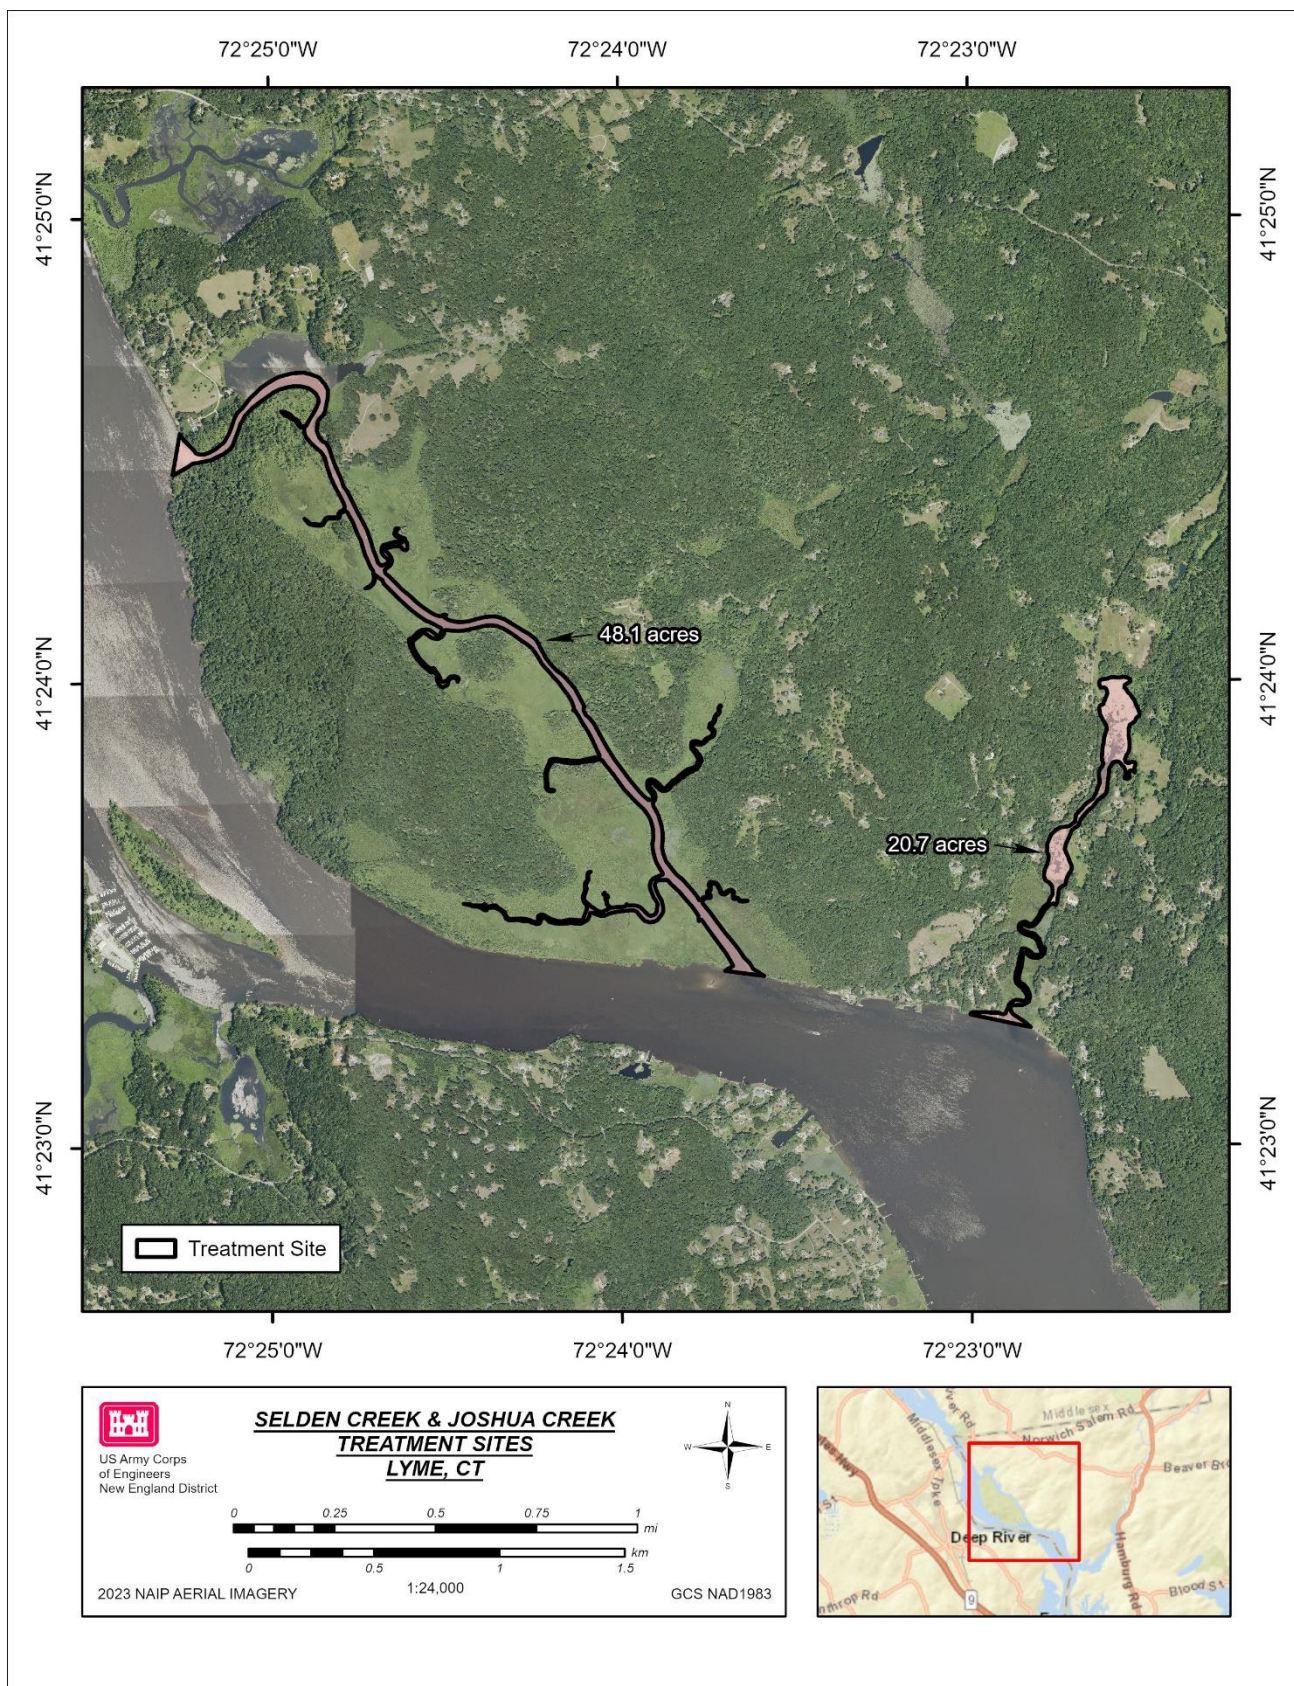 72°25'0"W 72°24'0"W 72°23'0"W
41°25'0"N 41°25'0"N
48.1 acres
41°24'0"N 41°24'0"N
20.7 acres
41°23'0"N 41°23'0"N
Treatment Site
72°25'0"W 72°24'0"W 72°23'0"W
US Army Corps
of Engineers
New England District
SELDEN CREEK & JOSHUA CREEK
TREATMENT SITES
LYME, CT
N
W E
S
0 0.25 0.5 0.75 1
mi
km
0 0.5 1 1.5
2023 NAIP AERIAL IMAGERY
1:24,000
GCS NAD1983
Middlesex
Norwich Salem Rd
Middlesex Tpke
Hwy
Beaver
St
Deep River
Hamburg Rd
Blood St
Rd
9